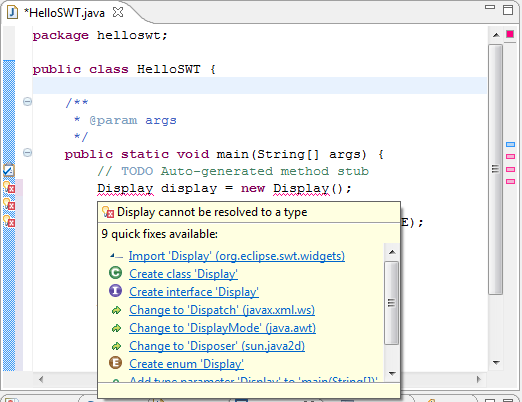 *HelloSWT.java
package helloswt;
public class HelloSWT {
/**
* @param args
*/
public static void main(String[] args) {
// TODO Auto-generated method stub
Display display = new Display();
E);
Display cannot be resolved to a type
9 quick fixes available:
Import 'Display' (org.eclipse.swt.widgets)
Create class 'Display'
Create interface 'Display'
Change to 'Dispatch' (javax.xml.ws)
Change to 'DisplayMode' (java.awt)
Change to 'Disposer' (sun.java2d)
Create enum 'Display'
Add type parameter 'Display' to 'main(String[])'